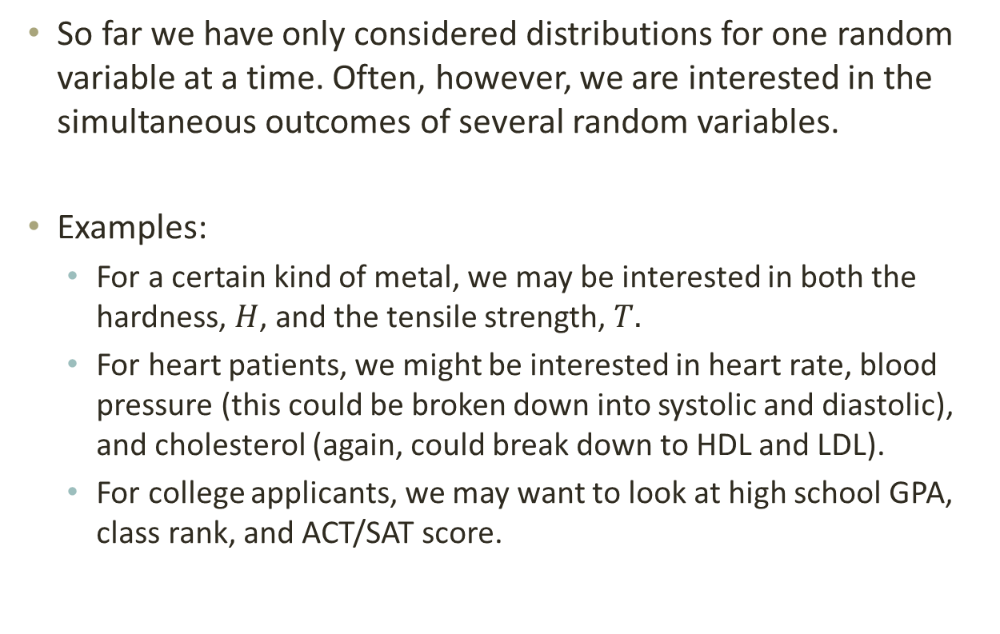 • So far we have only considered distributions for one random
variable at a time. Often, however, we are interested in the
simultaneous outcomes of several random variables.
• Examples:
• For a certain kind of metal, we may be interested in both the
hardness, H, and the tensile strength, T.
• For heart patients, we might be interested in heart rate, blood
pressure (this could be broken down into systolic and diastolic),
and cholesterol (again, could break down to HDL and LDL).
• For college applicants, we may want to look at high school GPA,
class rank, and ACT/SAT score.